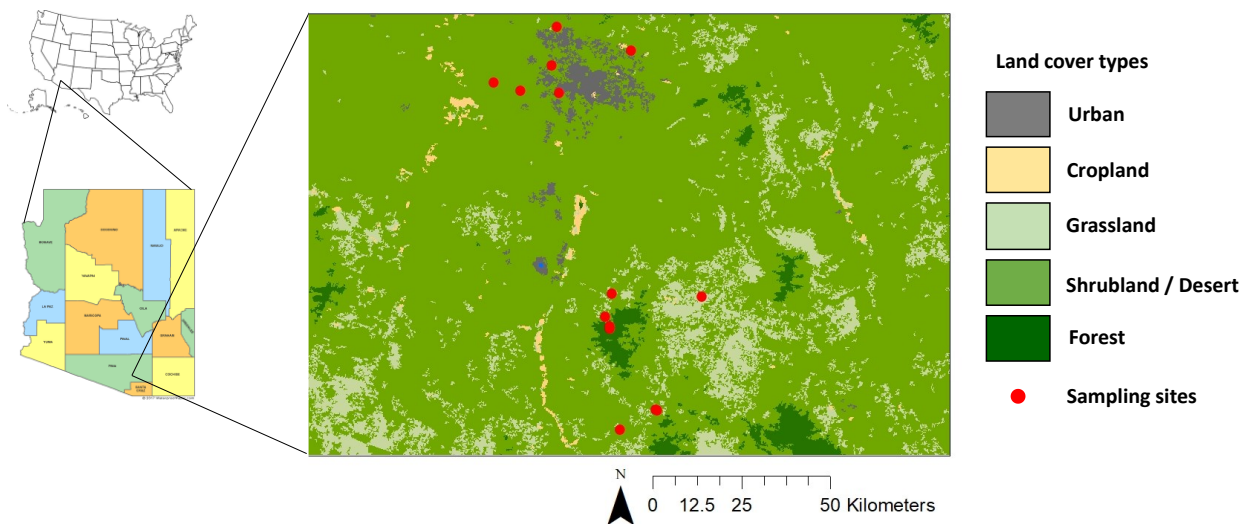 Land cover types
Urban
Cropland
Grassland
Shrubland / Desert
Forest
Sampling sites
MOHAVE
COCONINO
NAVAJO
APACHE
YAVAPAI
LA PAZ
GILA
MARICOPA
YUMA
PINAL
GRAHAM
PIMA
COCHISE
SANTA CRUZ
N
0 12.5 25 50 Kilometers